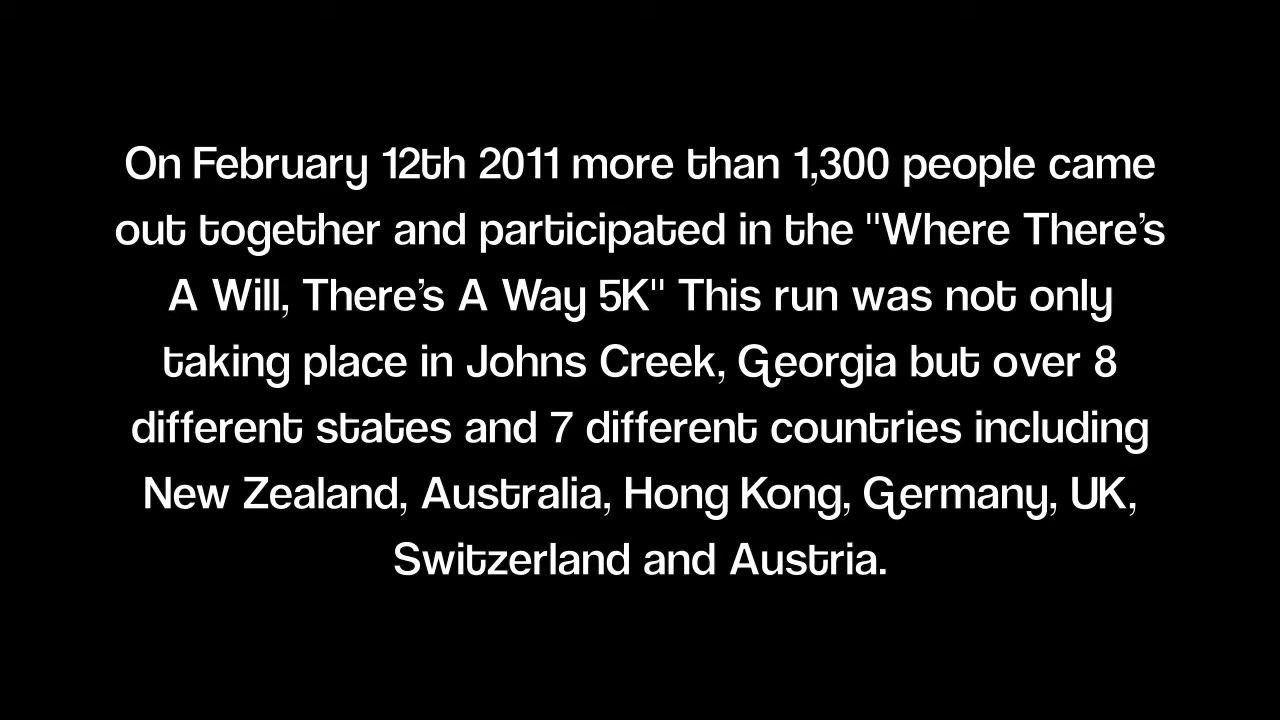 On February 12th 2011 more than 1,300 people came
out together and participated in the "Where There’s
A Will, There’s A Way 5K" This run was not only
taking place in Johns Creek, Georgia but over 8
different states and 7 different countries including
New Zealand, Australia, Hong Kong, Germany, UK,
Switzerland and Austria.